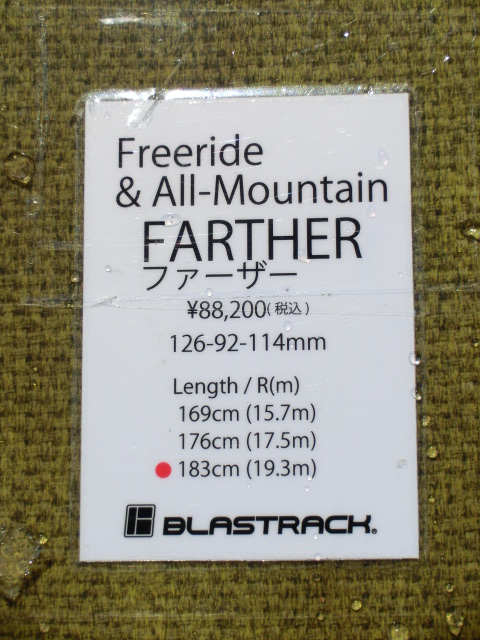 Freeride
& All-Mountain
FARTHER
ファーザー
¥88,200(税込)
126-92-114mm
Length / R(m)
169cm (15.7m)
176cm (17.5m)
183cm (19.3m)
BLASTRACK®